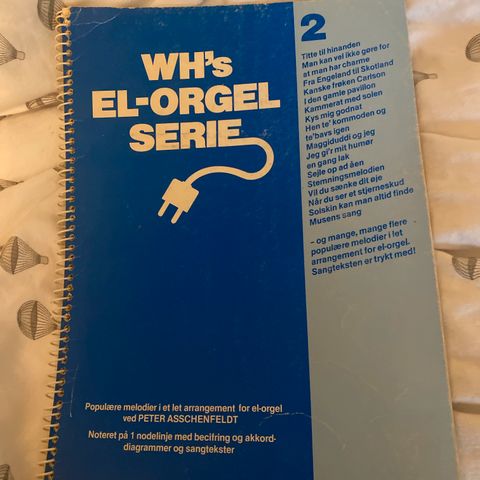 WH's
EL-ORGEL
SERIE
2
Titte til hinanden
Man kan vel ikke gøre for
at man har charme
Fra Engeland til Skotland
Kanske frøken Carlson
I den gamle pavillon
Kammerat med solen
Kys mig godnat
Hen te' kommoden og
te'bavs igen
Maggiduddi og jeg
Jeg gi'r mit humør
en gang lak
Sejle op ad åen
Stemningsmelodien
Vil du sænke dit øje
Når du ser et stjerneskud
Solskin kan man altid finde
Musens sang
– og mange, mange flere
populære melodier i let
arrangement for el-orgel.
Sangteksten er trykt med!
Populære melodier i et let arrangement for el-orgel
ved PETER ASSCHENFELDT
Noteret på 1 nodelinje med becifring og akkord-
diagrammer og sangtekster